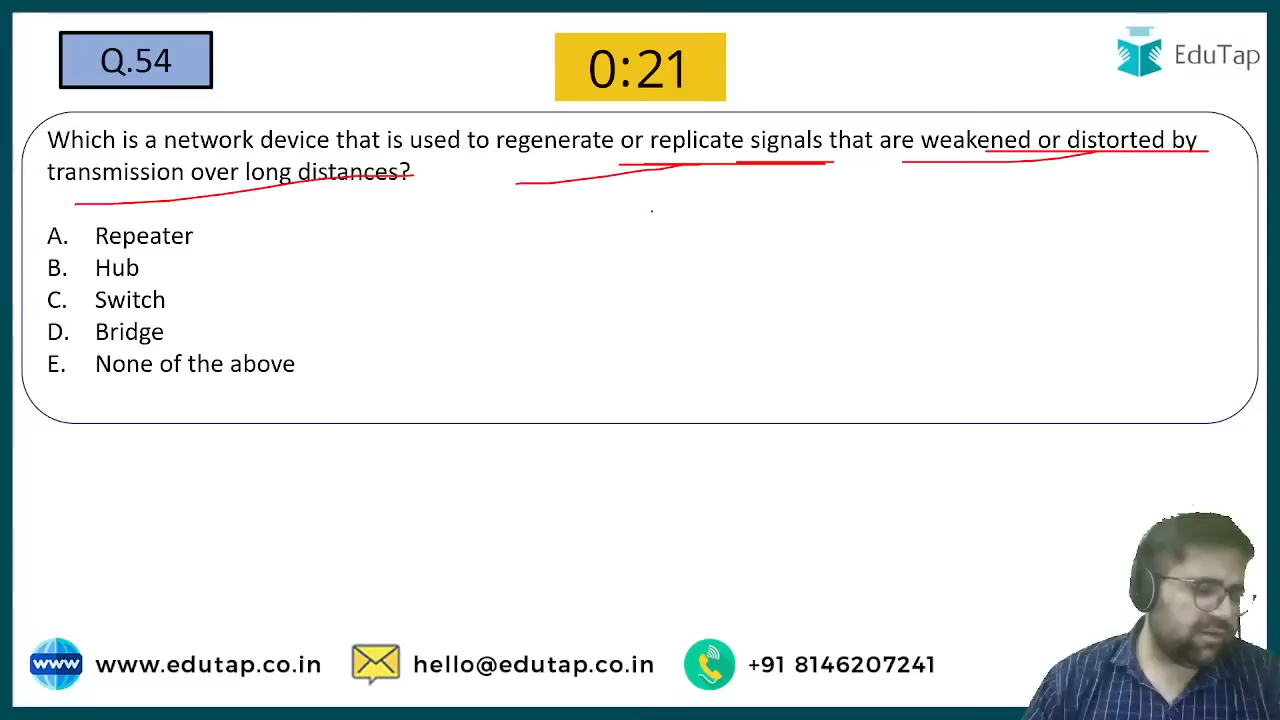 Q.54
0:21
EduTap
Which is a network device that is used to regenerate or replicate signals that are weakened or distorted by
transmission over long distances?
A. Repeater
B. Hub
C. Switch
D. Bridge
E. None of the above
www
www.edutap.co.in
hello@edutap.co.in
+91 8146207241